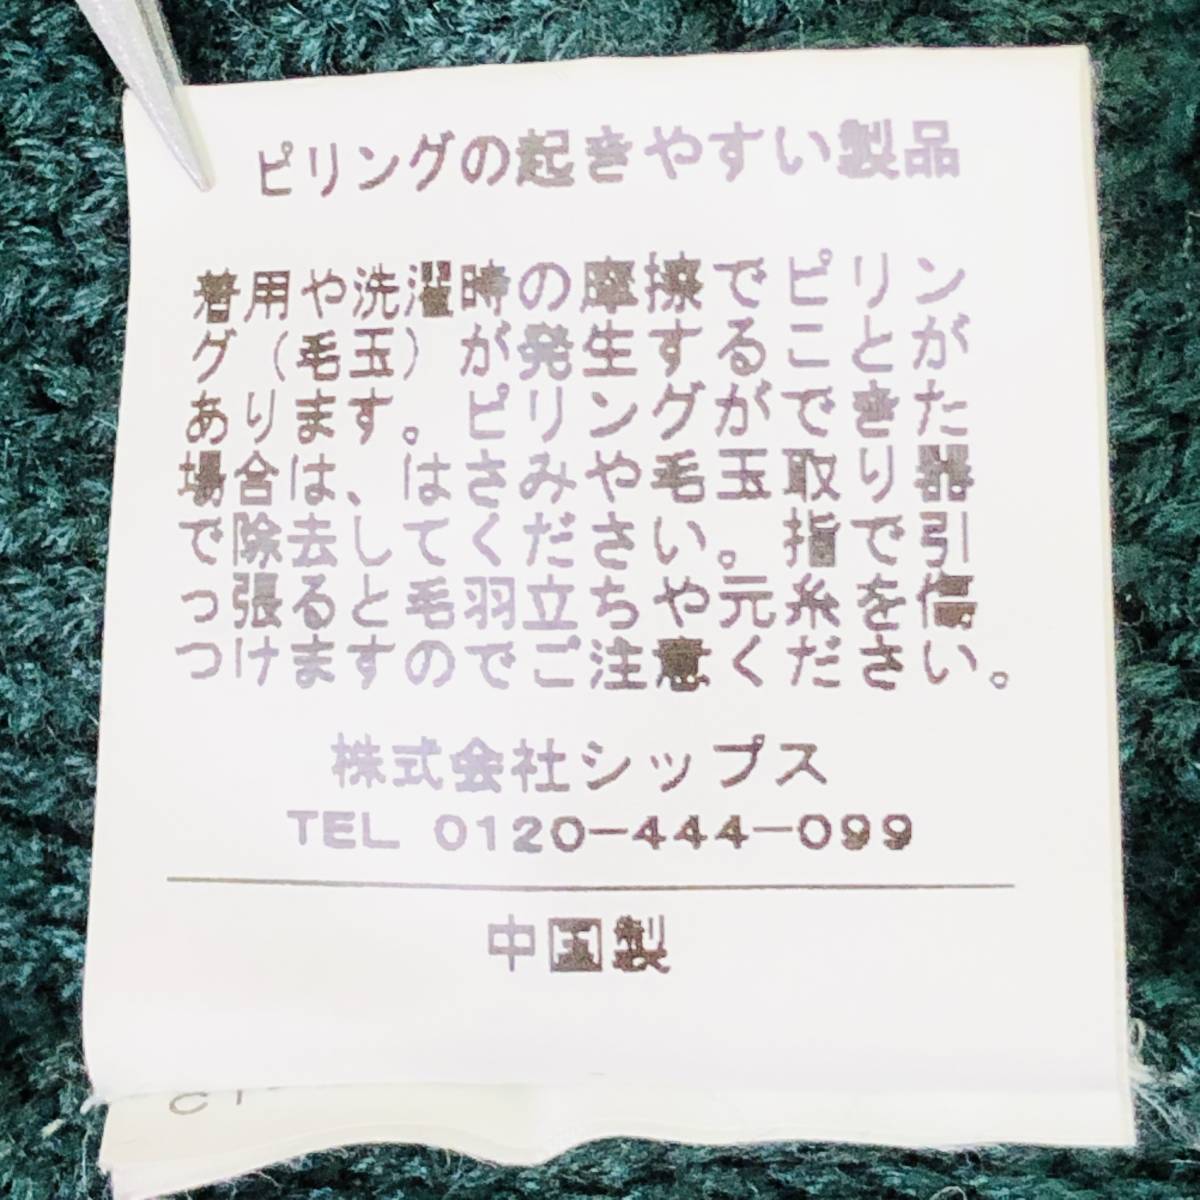 ピリングの起きやすい製品
着用や洗濯時の摩擦でピリン
グ（毛玉）が発生することが
あります。ピリングができた
場合は、はさみや毛玉取り器
で除去してください。指で引
っ張ると毛羽立ちや元糸を傷
つけますのでご注意ください。
株式会社シップス
TEL 0120-444-099
中国製